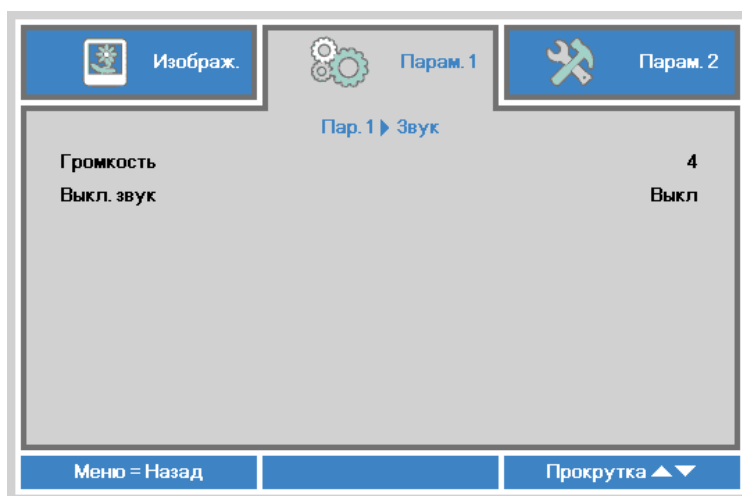 Изображ.
Парам. 1
Парам. 2
Пар. 1 ▶ Звук
Громкость 4
Выкл. звук Выкл
Меню = Назад
Прокрутка ▲▼